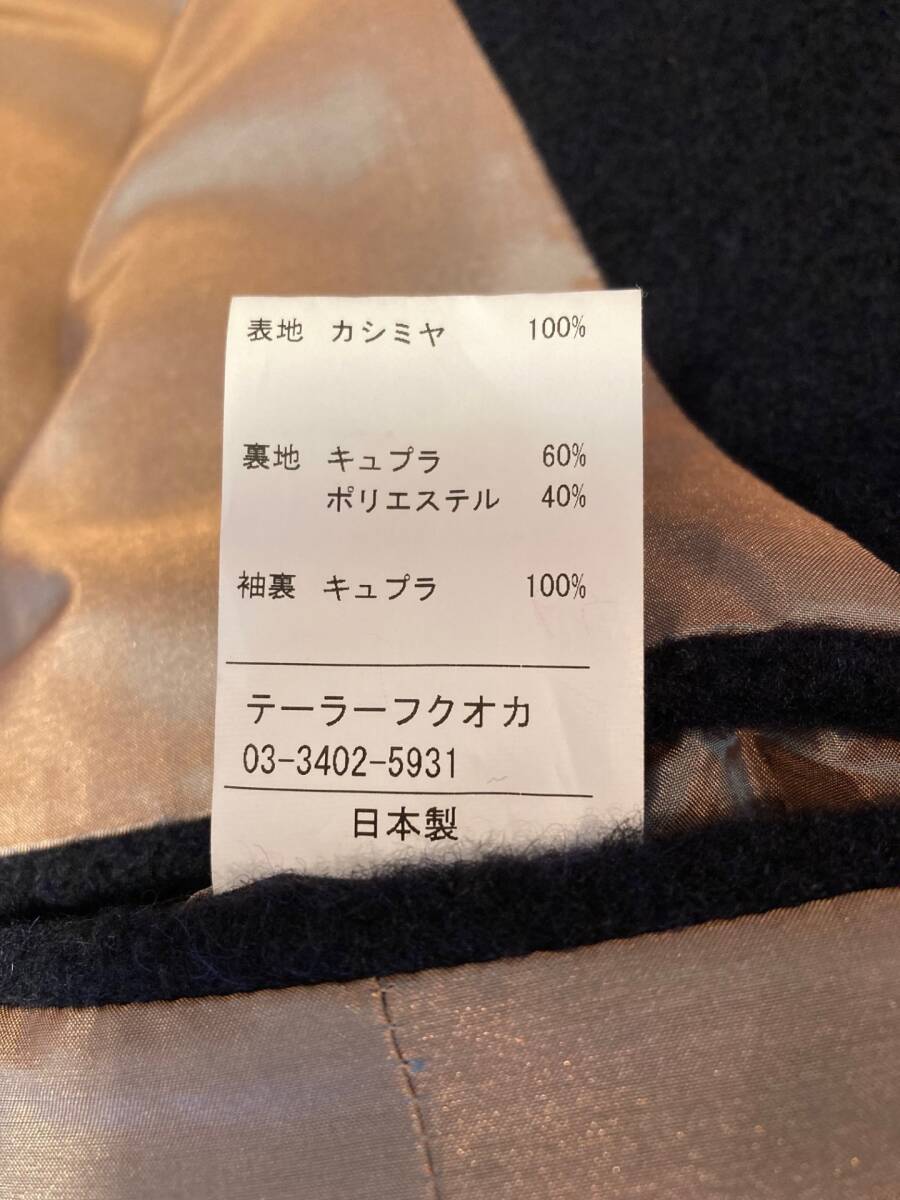 表地 カシミヤ 100%
裏地 キュプラ 60%
ポリエステル 40%
袖裏 キュプラ 100%
テーラーフクオカ
03-3402-5931
日本製